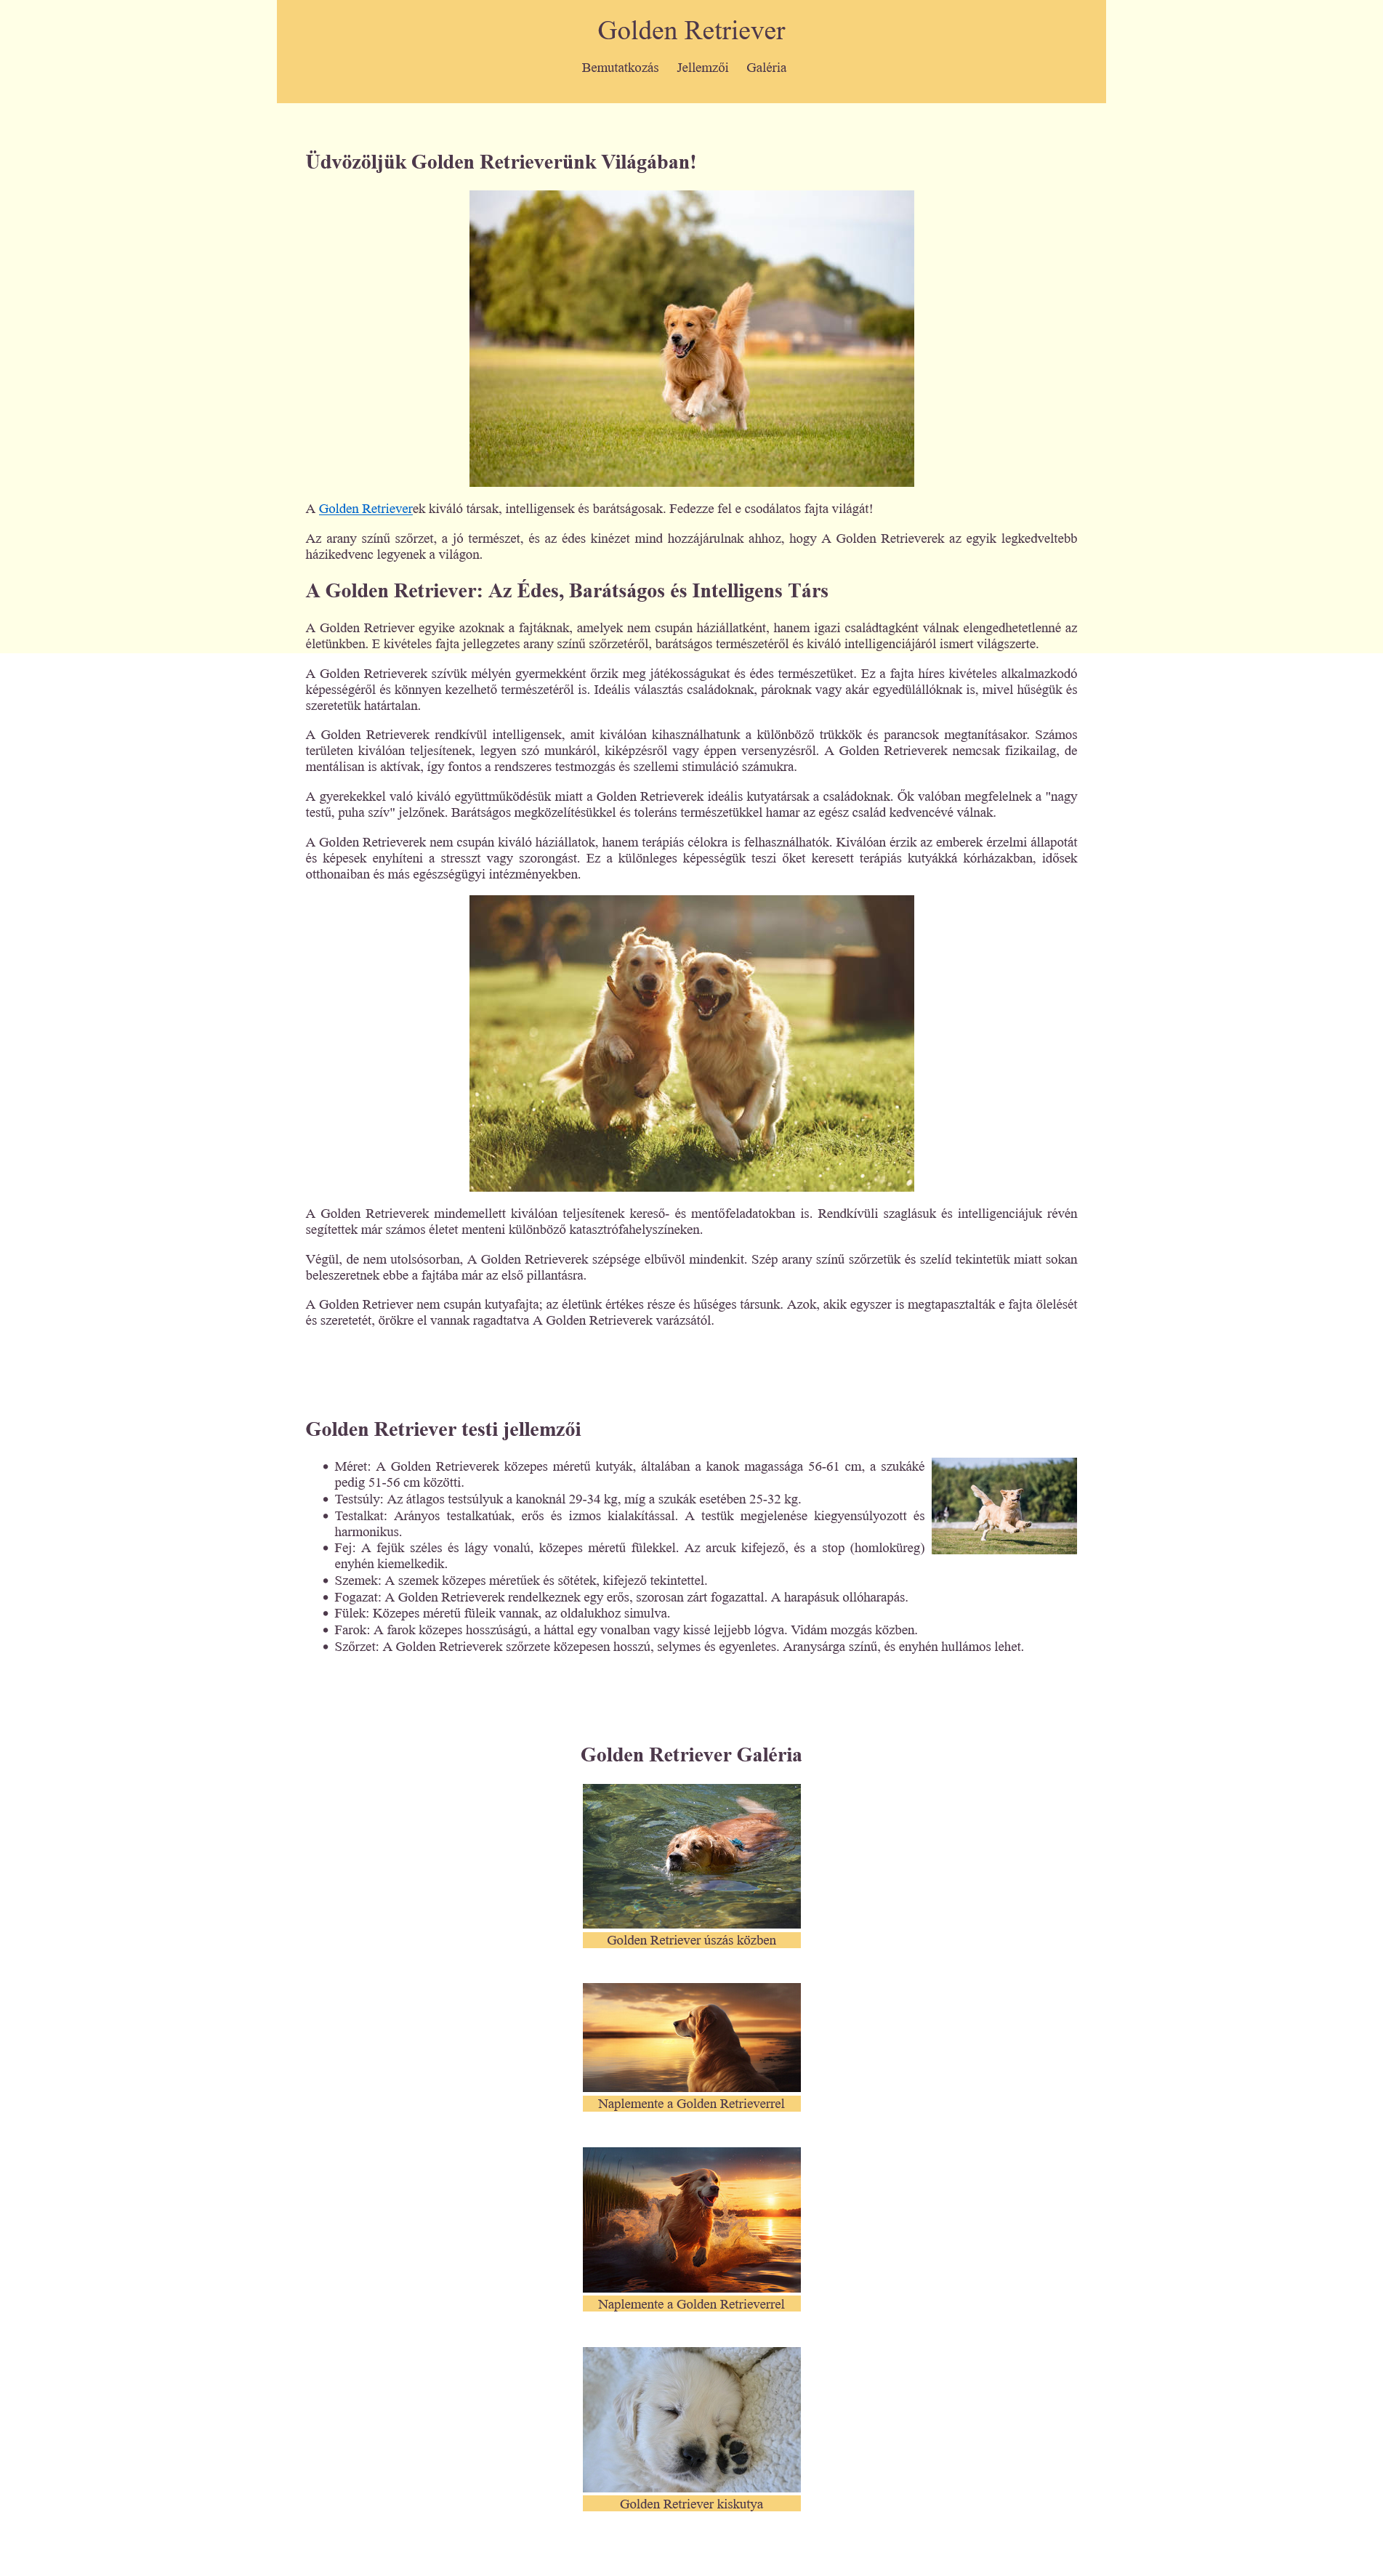 Golden Retriever
Bemutatkozás Jellemzői Galéria
Üdvözöljük Golden Retrieverünk Világában!
A Golden Retrieverek kiváló társak, intelligensek és barátságosak. Fedezze fel e csodálatos fajta világát!
Az arany színű szőrzet, a jó természet, és az édes kinézet mind hozzájárulnak ahhoz, hogy A Golden Retrieverek az egyik legkedveltebb
házikedvenc legyenek a világon.
A Golden Retriever: Az Édes, Barátságos és Intelligens Társ
A Golden Retriever egyike azoknak a fajtáknak, amelyek nem csupán háziállatként, hanem igazi családtagként válnak elengedhetetlenné az
életünkben. E kivételes fajta jellegzetes arany színű szőrzetéről, barátságos természetéről és kiváló intelligenciájáról ismert világszerte.
A Golden Retrieverek szívük mélyén gyermekként őrzik meg játékosságukat és édes természetüket. Ez a fajta híres kivételes alkalmazkodó
képességéről és könnyen kezelhető természetéről is. Ideális választás családoknak, pároknak vagy akár egyedülállóknak is, mivel hűségük és
szeretetük határtalan.
A Golden Retrieverek rendkívül intelligensek, amit kiválóan kihasználhatunk a különböző trükkök és parancsok megtanításakor. Számos
területen kiválóan teljesítenek, legyen szó munkáról, kiképzésről vagy éppen versenyzésről. A Golden Retrieverek nemcsak fizikailag, de
mentálisan is aktívak, így fontos a rendszeres testmozgás és szellemi stimuláció számukra.
A gyerekekkel való kiváló együttműködésük miatt a Golden Retrieverek ideális kutyatársak a családoknak. Ők valóban megfelelnek a "nagy
testű, puha szív" jelzőnek. Barátságos megközelítésükkel és toleráns természetükkel hamar az egész család kedvencévé válnak.
A Golden Retrieverek nem csupán kiváló háziállatok, hanem terápiás célokra is felhasználhatók. Kiválóan érzik az emberek érzelmi állapotát
és képesek enyhíteni a stresszt vagy szorongást. Ez a különleges képességük teszi őket keresett terápiás kutyákká kórházakban, idősek
otthonaiban és más egészségügyi intézményekben.
A Golden Retrieverek mindemellett kiválóan teljesítenek kereső- és mentőfeladatokban is. Rendkívüli szaglásuk és intelligenciájuk révén
segítettek már számos életet menteni különböző katasztrófahelyszíneken.
Végül, de nem utolsósorban, A Golden Retrieverek szépsége elbűvöl mindenkit. Szép arany színű szőrzetük és szelíd tekintetük miatt sokan
beleszeretnek ebbe a fajtába már az első pillantásra.
A Golden Retriever nem csupán kutyafajta; az életünk értékes része és hűséges társunk. Azok, akik egyszer is megtapasztalták e fajta ölelését
és szeretetét, örökre el vannak ragadtatva A Golden Retrieverek varázsától.
Golden Retriever testi jellemzői
• Méret: A Golden Retrieverek közepes méretű kutyák, általában a kanok magassága 56-61 cm, a szukáké
pedig 51-56 cm közötti.
• Testsúly: Az átlagos testsúlyuk a kanoknál 29-34 kg, míg a szukák esetében 25-32 kg.
• Testalkat: Arányos testalkatúak, erős és izmos kialakítással. A testük megjelenése kiegyensúlyozott és
harmonikus.
• Fej: A fejük széles és lágy vonalú, közepes méretű fülekkel. Az arcuk kifejező, és a stop (homloküreg)
enyhén kiemelkedik.
• Szemek: A szemek közepes méretűek és sötétek, kifejező tekintettel.
• Fogazat: A Golden Retrieverek rendelkeznek egy erős, szorosan zárt fogazattal. A harapásuk ollóharapás.
• Fülek: Közepes méretű füleik vannak, az oldalukhoz simulva.
• Farok: A farok közepes hosszúságú, a háttal egy vonalban vagy kissé lejjebb lógva. Vidám mozgás közben.
• Szőrzet: A Golden Retrieverek szőrzete közepesen hosszú, selymes és egyenletes. Aranysárga színű, és enyhén hullámos lehet.
Golden Retriever Galéria
Golden Retriever úszás közben
Naplemente a Golden Retrieverrel
Naplemente a Golden Retrieverrel
Golden Retriever kiskutya